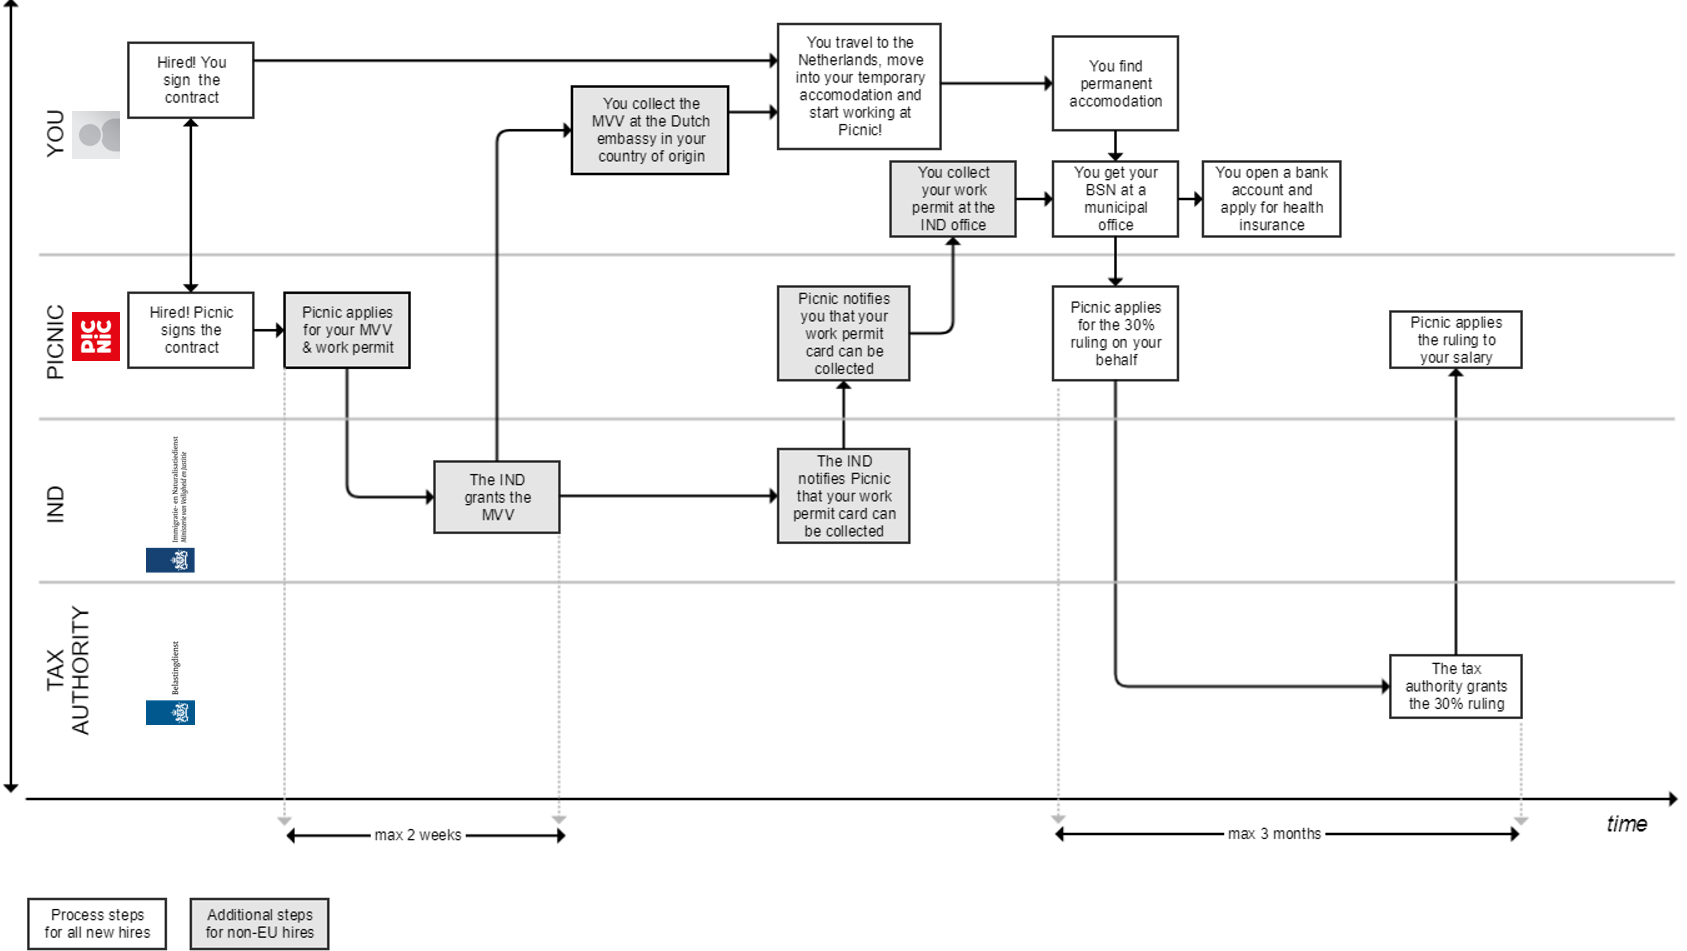 YOU
Hired! You
sign the
contract
You collect the
MVV at the Dutch
embassy in your
country of origin
You travel to the
Netherlands, move
into your temporary
accomodation and
start working at
Picnic!
You find
permanent
accomodation
You collect
your work
permit at the
IND office
You get your
BSN at a
municipal
office
You open a bank
account and
apply for health
insurance
PICNIC
PIC
NIC
Hired! Picnic
signs the
contract
Picnic applies
for your MVV
& work permit
Picnic notifies
you that your
work permit
card can be
collected
Picnic applies
for the 30%
ruling on your
behalf
Picnic applies
the ruling to
your salary
IND
Immigratie- en Naturalisatiedienst
Ministerie van Veiligheid en Justitie
The IND
grants the
MVV
The IND
notifies Picnic
that your work
permit card can
be collected
TAX
AUTHORITY
Belastingdienst
The tax
authority grants
the 30% ruling
time
max 2 weeks
max 3 months
Process steps
for all new hires
Additional steps
for non-EU hires